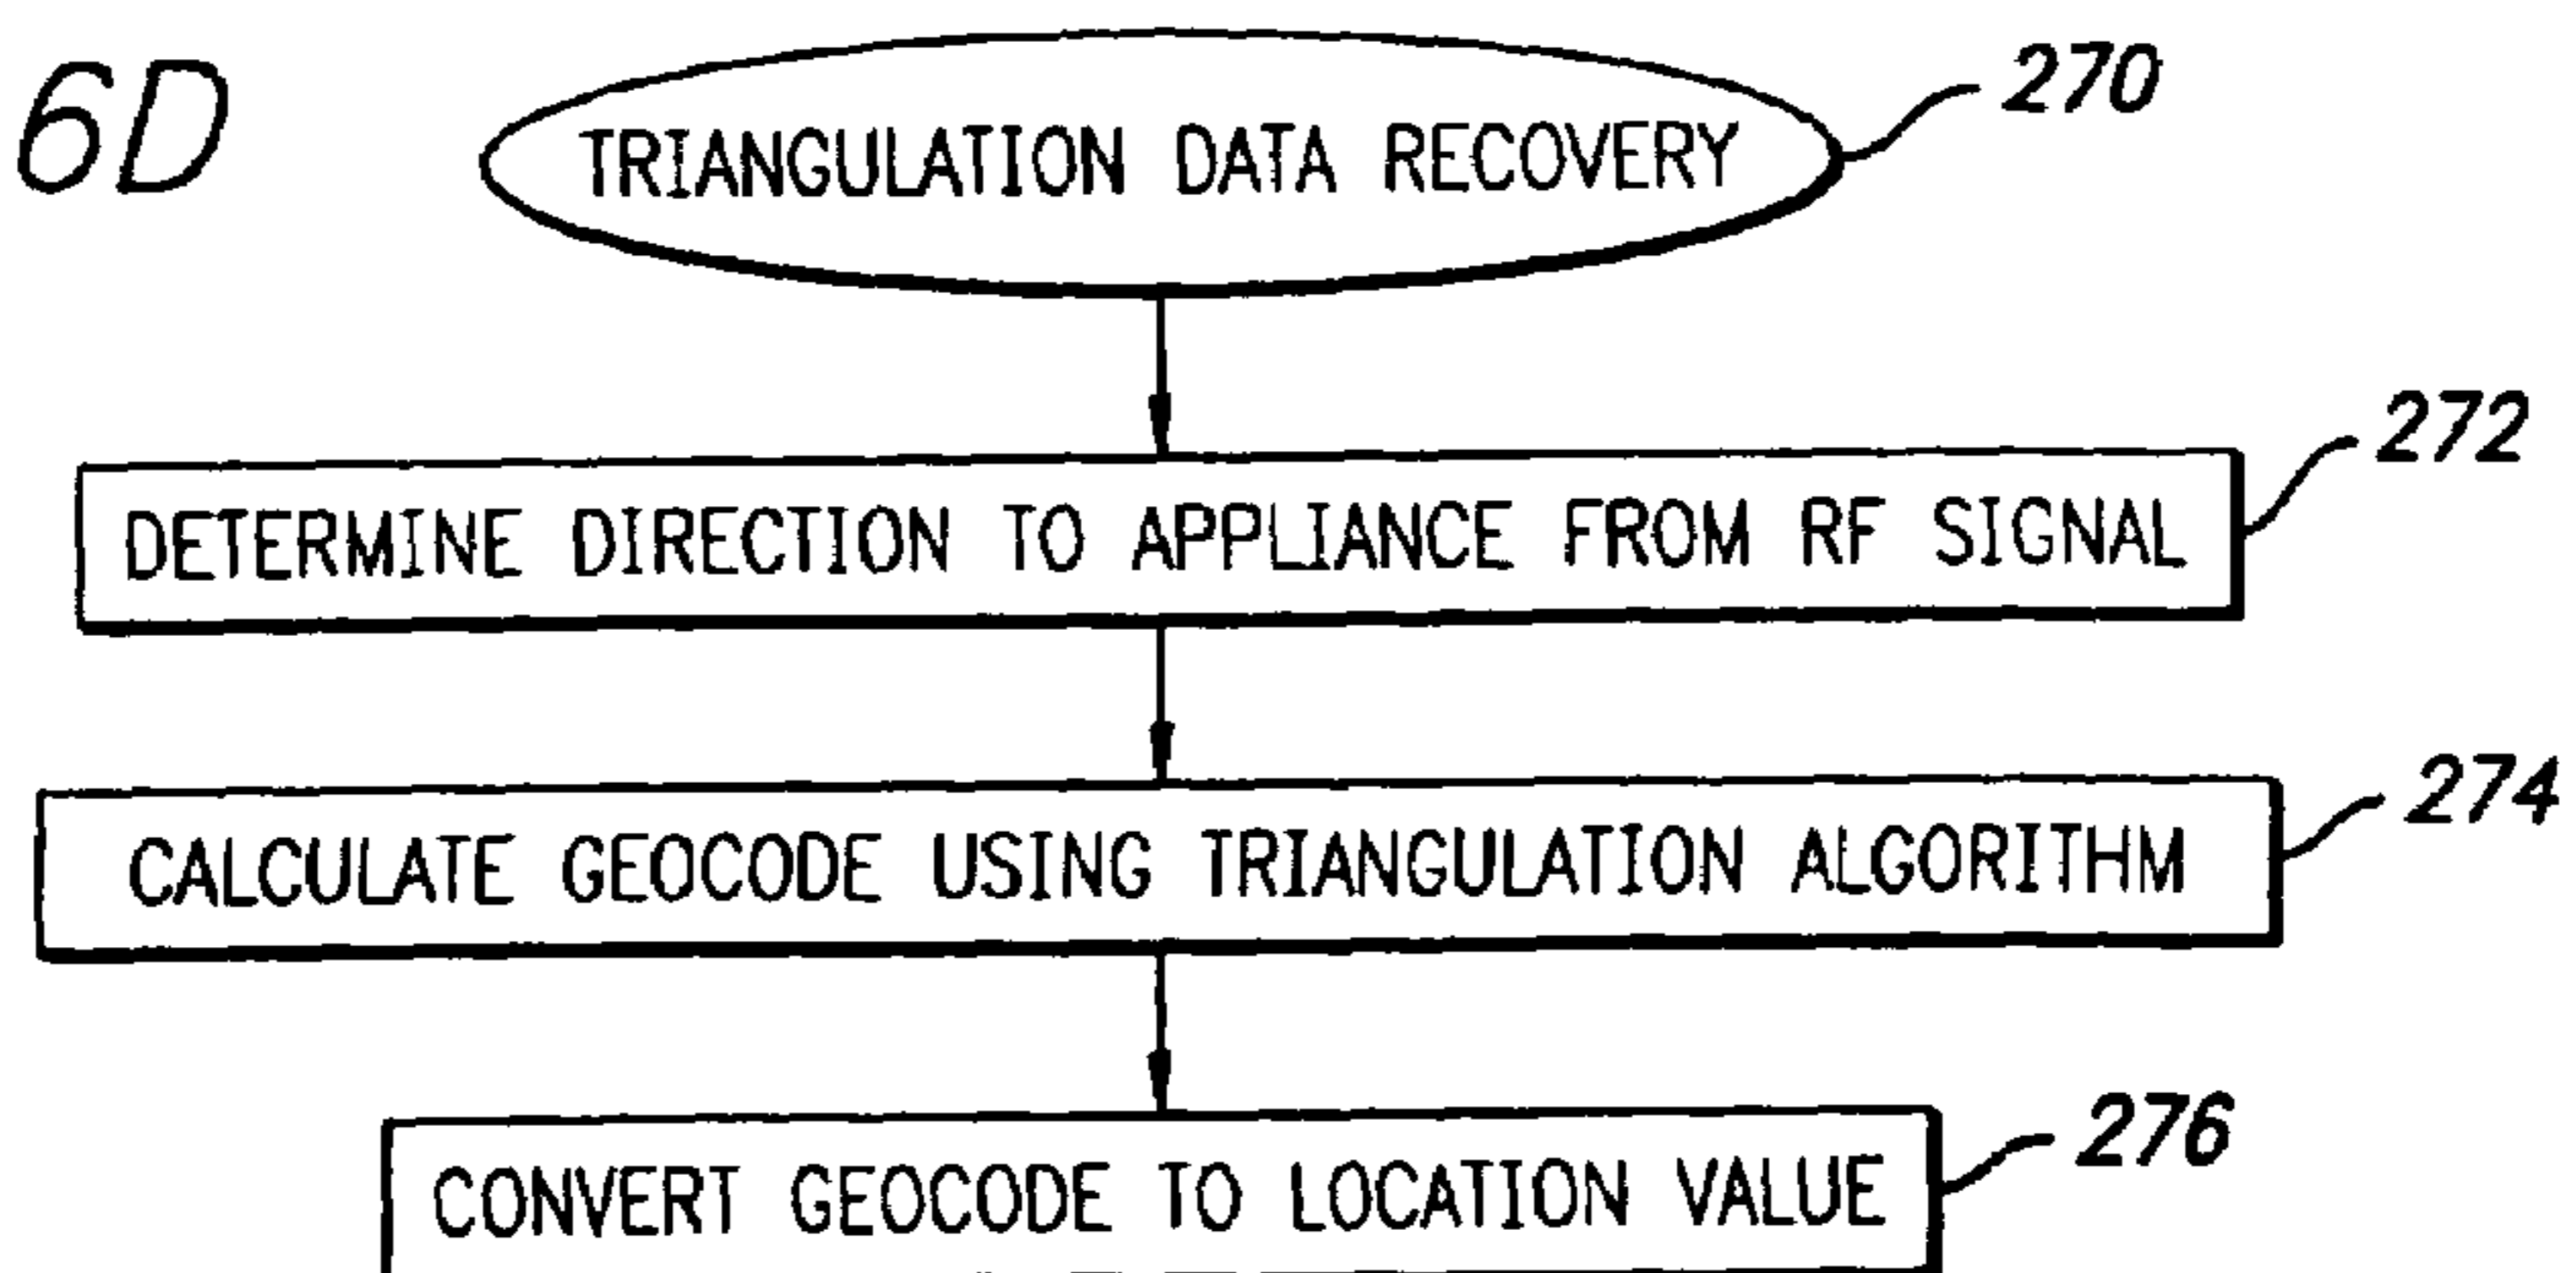 6D
TRIANGULATION DATA RECOVERY
270
DETERMINE DIRECTION TO APPLIANCE FROM RF SIGNAL
272
CALCULATE GEOCODE USING TRIANGULATION ALGORITHM
274
CONVERT GEOCODE TO LOCATION VALUE
276